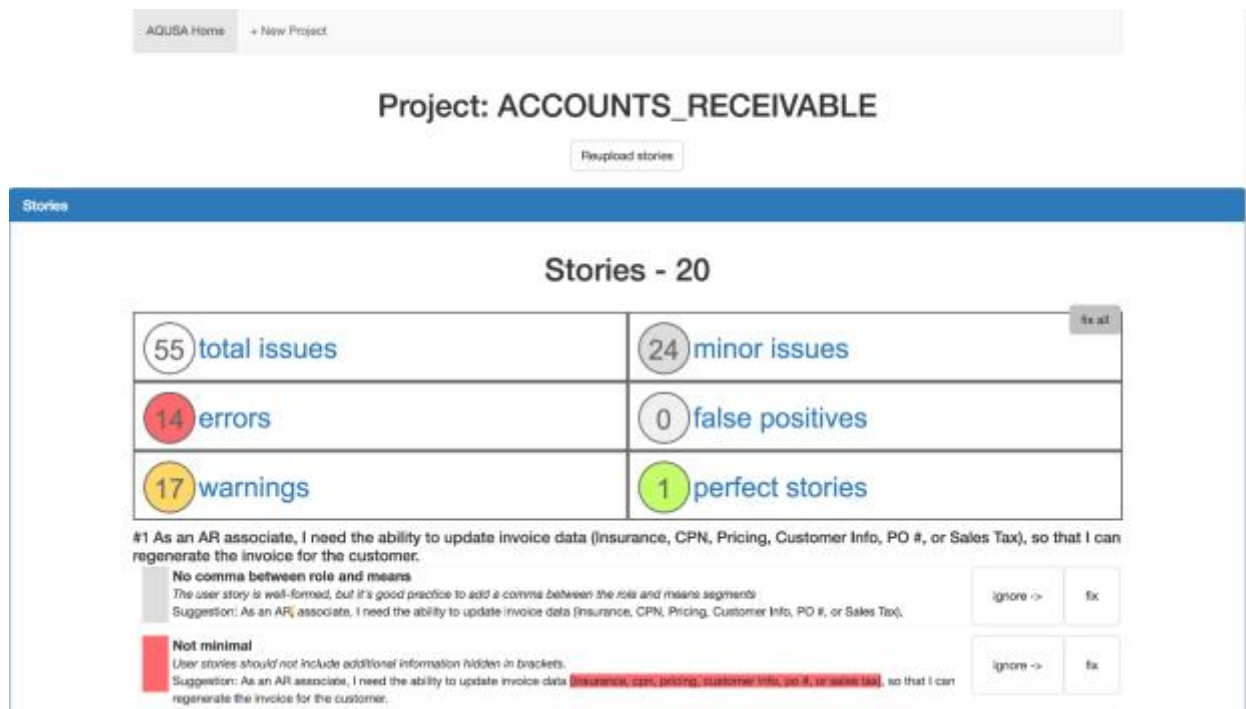 AQUSA Home + New Project
Project: ACCOUNTS_RECEIVABLE
Reupload stories
Stories
Stories - 20
fix all
55 total issues 24 minor issues
14 errors 0 false positives
17 warnings 1 perfect stories
#1 As an AR associate, I need the ability to update invoice data (Insurance, CPN, Pricing, Customer Info, PO #, or Sales Tax), so that I can
regenerate the invoice for the customer.
No comma between role and means
The user story is well-formed, but it's good practice to add a comma between the role and means segments
Suggestion: As an AR, associate, I need the ability to update invoice data (Insurance, CPN, Pricing, Customer Info, PO #, or Sales Tax),
ignore -> fix
Not minimal
User stories should not include additional information hidden in brackets.
Suggestion: As an AR associate, I need the ability to update invoice data (insurance, cpn, pricing, customer info, po #, or sales tax), so that I can
regenerate the invoice for the customer.
ignore -> fix